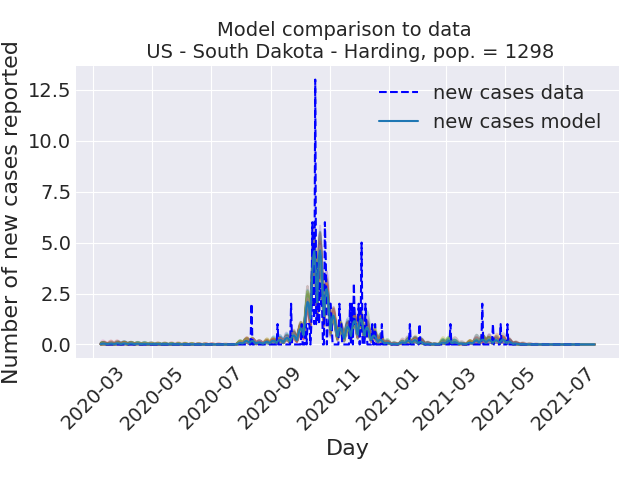 Model comparison to data
US - South Dakota - Harding, pop. = 1298
Number of new cases reported
12.5
10.0
7.5
5.0
2.5
0.0
new cases data
new cases model
2020-03
2020-05
2020-07
2020-09
2020-11
2021-01
2021-03
2021-05
2021-07
Day